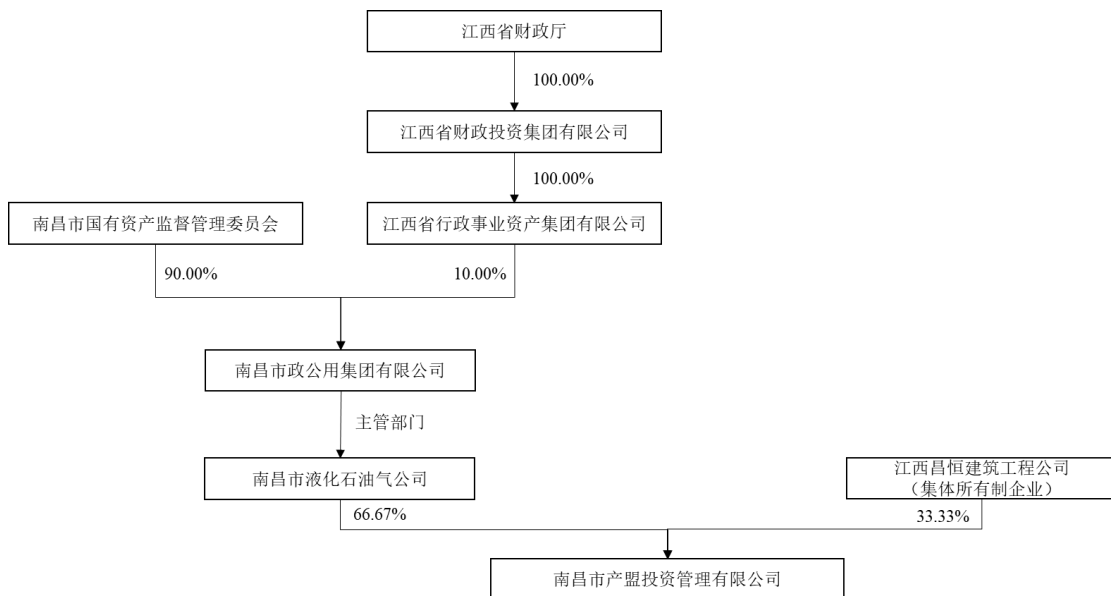 江西省财政厅
100.00%
江西省财政投资集团有限公司
100.00%
南昌市国有资产监督管理委员会
江西省行政事业资产集团有限公司
90.00%
10.00%
南昌市政公用集团有限公司
主管部门
南昌市液化石油气公司
江西昌恒建筑工程公司
（集体所有制企业）
66.67%
33.33%
南昌市产盟投资管理有限公司